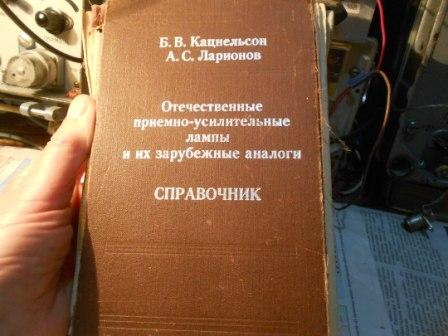 Б. В. Кацнельсон
А. С. Ларионов
Отечественные
приемно-усилительные
лампы
и их зарубежные аналоги
СПРАВОЧНИК